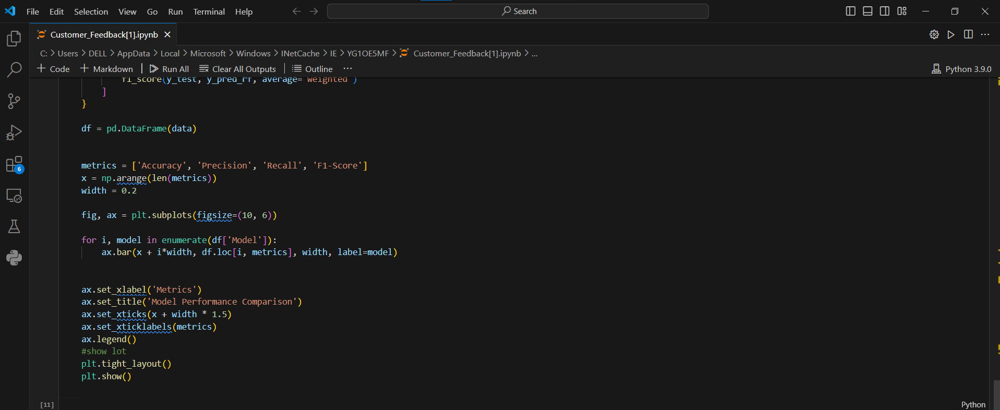 File Edit Selection View Go Run Terminal Help Search
Customer_Feedback[1].ipynb
C: > Users > DELL > AppData > Local > Microsoft > Windows > INetCache > IE > YG1OE5MF > Customer_Feedback[1].ipynb > ...
+ Code + Markdown | Run All Clear All Outputs | Outline ... Python 3.9.0
f1_score(y_test, y_pred_rf, average='weighted')
]
}
df = pd.DataFrame(data)
metrics = ['Accuracy', 'Precision', 'Recall', 'F1-Score']
x = np.arange(len(metrics))
width = 0.2
fig, ax = plt.subplots(figsize=(10, 6))
for i, model in enumerate(df['Model']):
ax.bar(x + i*width, df.loc[i, metrics], width, label=model)
ax.set_xlabel('Metrics')
ax.set_title('Model Performance Comparison')
ax.set_xticks(x + width * 1.5)
ax.set_xticklabels(metrics)
ax.legend()
#show lot
plt.tight_layout()
plt.show()
6
[11]
Python